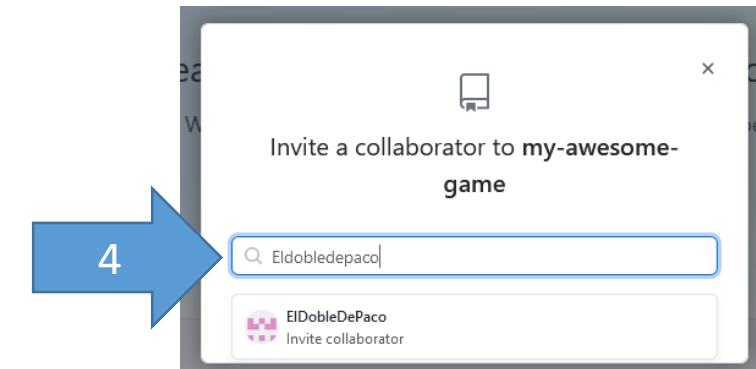 ×
Invite a collaborator to my-awesome-
game
4
Eldobledepaco
ElDobleDePaco
Invite collaborator